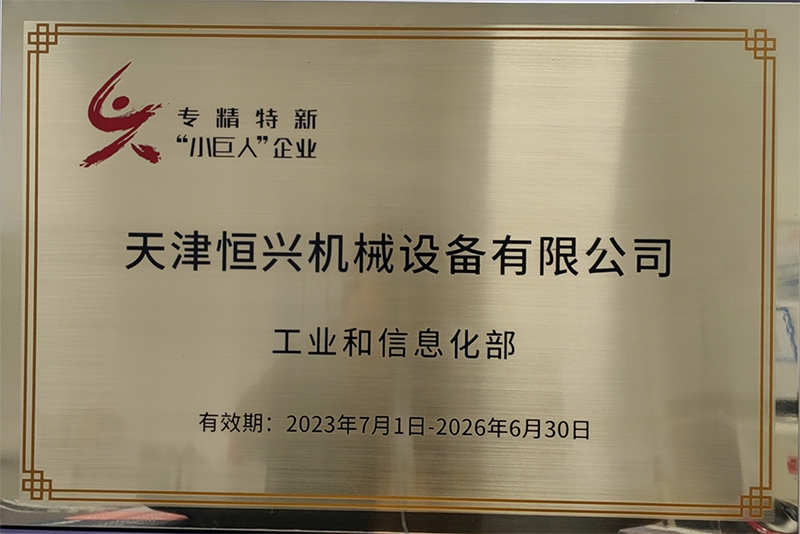 专精特新
“小巨人”企业
天津恒兴机械设备有限公司
工业和信息化部
有效期：2023年7月1日-2026年6月30日